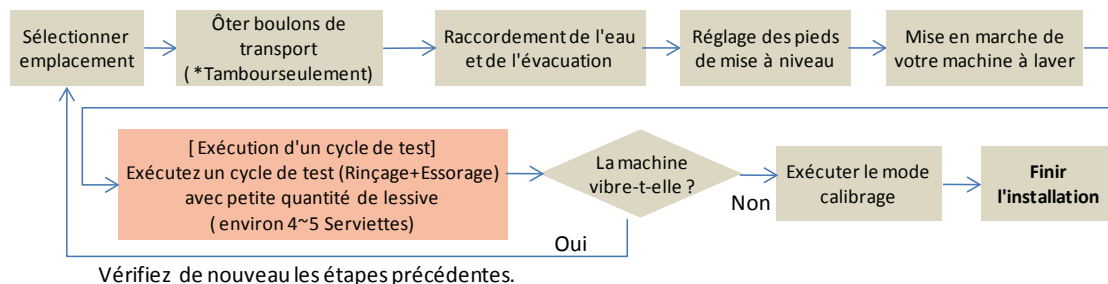 Sélectionner
emplacement
Ôter boulons de
transport
( *Tambourseulement)
Raccordement de l'eau
et de l'évacuation
Réglage des pieds
de mise à niveau
Mise en marche de
votre machine à laver
[ Exécution d'un cycle de test]
Exécutez un cycle de test (Rinçage+Essorage)
avec petite quantité de lessive
( environ 4~5 Serviettes)
La machine
vibre-t-elle ?
Non
Exécuter le mode
calibrage
Finir
l'installation
Oui
Vérifiez de nouveau les étapes précédentes.